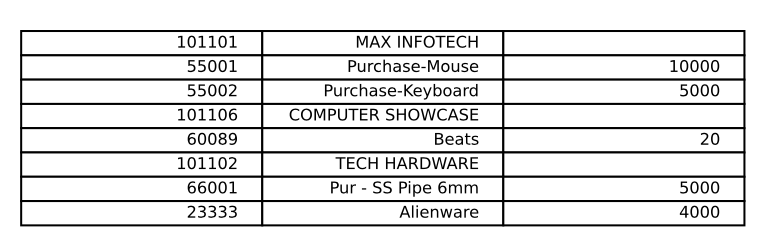 101101 MAX INFOTECH
55001 Purchase-Mouse 10000
55002 Purchase-Keyboard 5000
101106 COMPUTER SHOWCASE
60089 Beats 20
101102 TECH HARDWARE
66001 Pur - SS Pipe 6mm 5000
23333 Alienware 4000